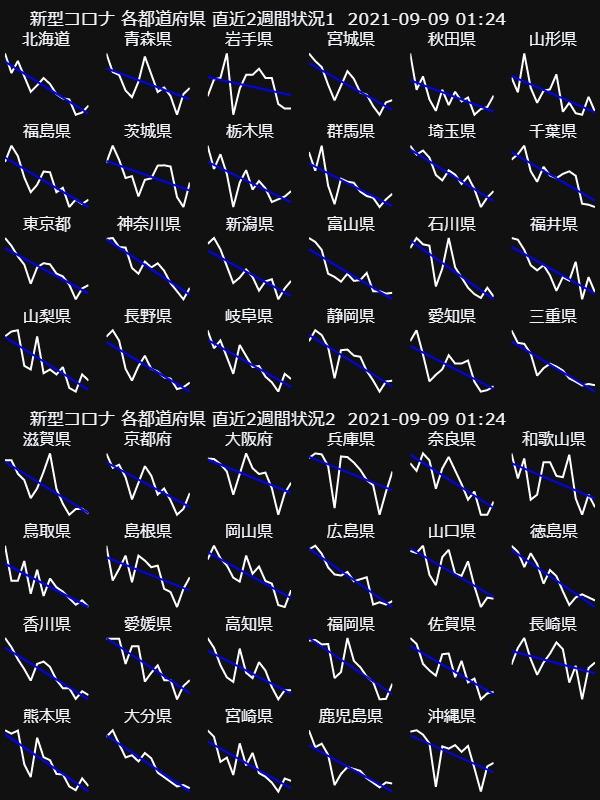 新型コロナ 各都道府県 直近2週間状況1 2021-09-09 01:24
北海道 青森県 岩手県 宮城県 秋田県 山形県
福島県 茨城県 栃木県 群馬県 埼玉県 千葉県
東京都 神奈川県 新潟県 富山県 石川県 福井県
山梨県 長野県 岐阜県 静岡県 愛知県 三重県
新型コロナ 各都道府県 直近2週間状況2 2021-09-09 01:24
滋賀県 京都府 大阪府 兵庫県 奈良県 和歌山県
鳥取県 島根県 岡山県 広島県 山口県 徳島県
香川県 愛媛県 高知県 福岡県 佐賀県 長崎県
熊本県 大分県 宮崎県 鹿児島県 沖縄県